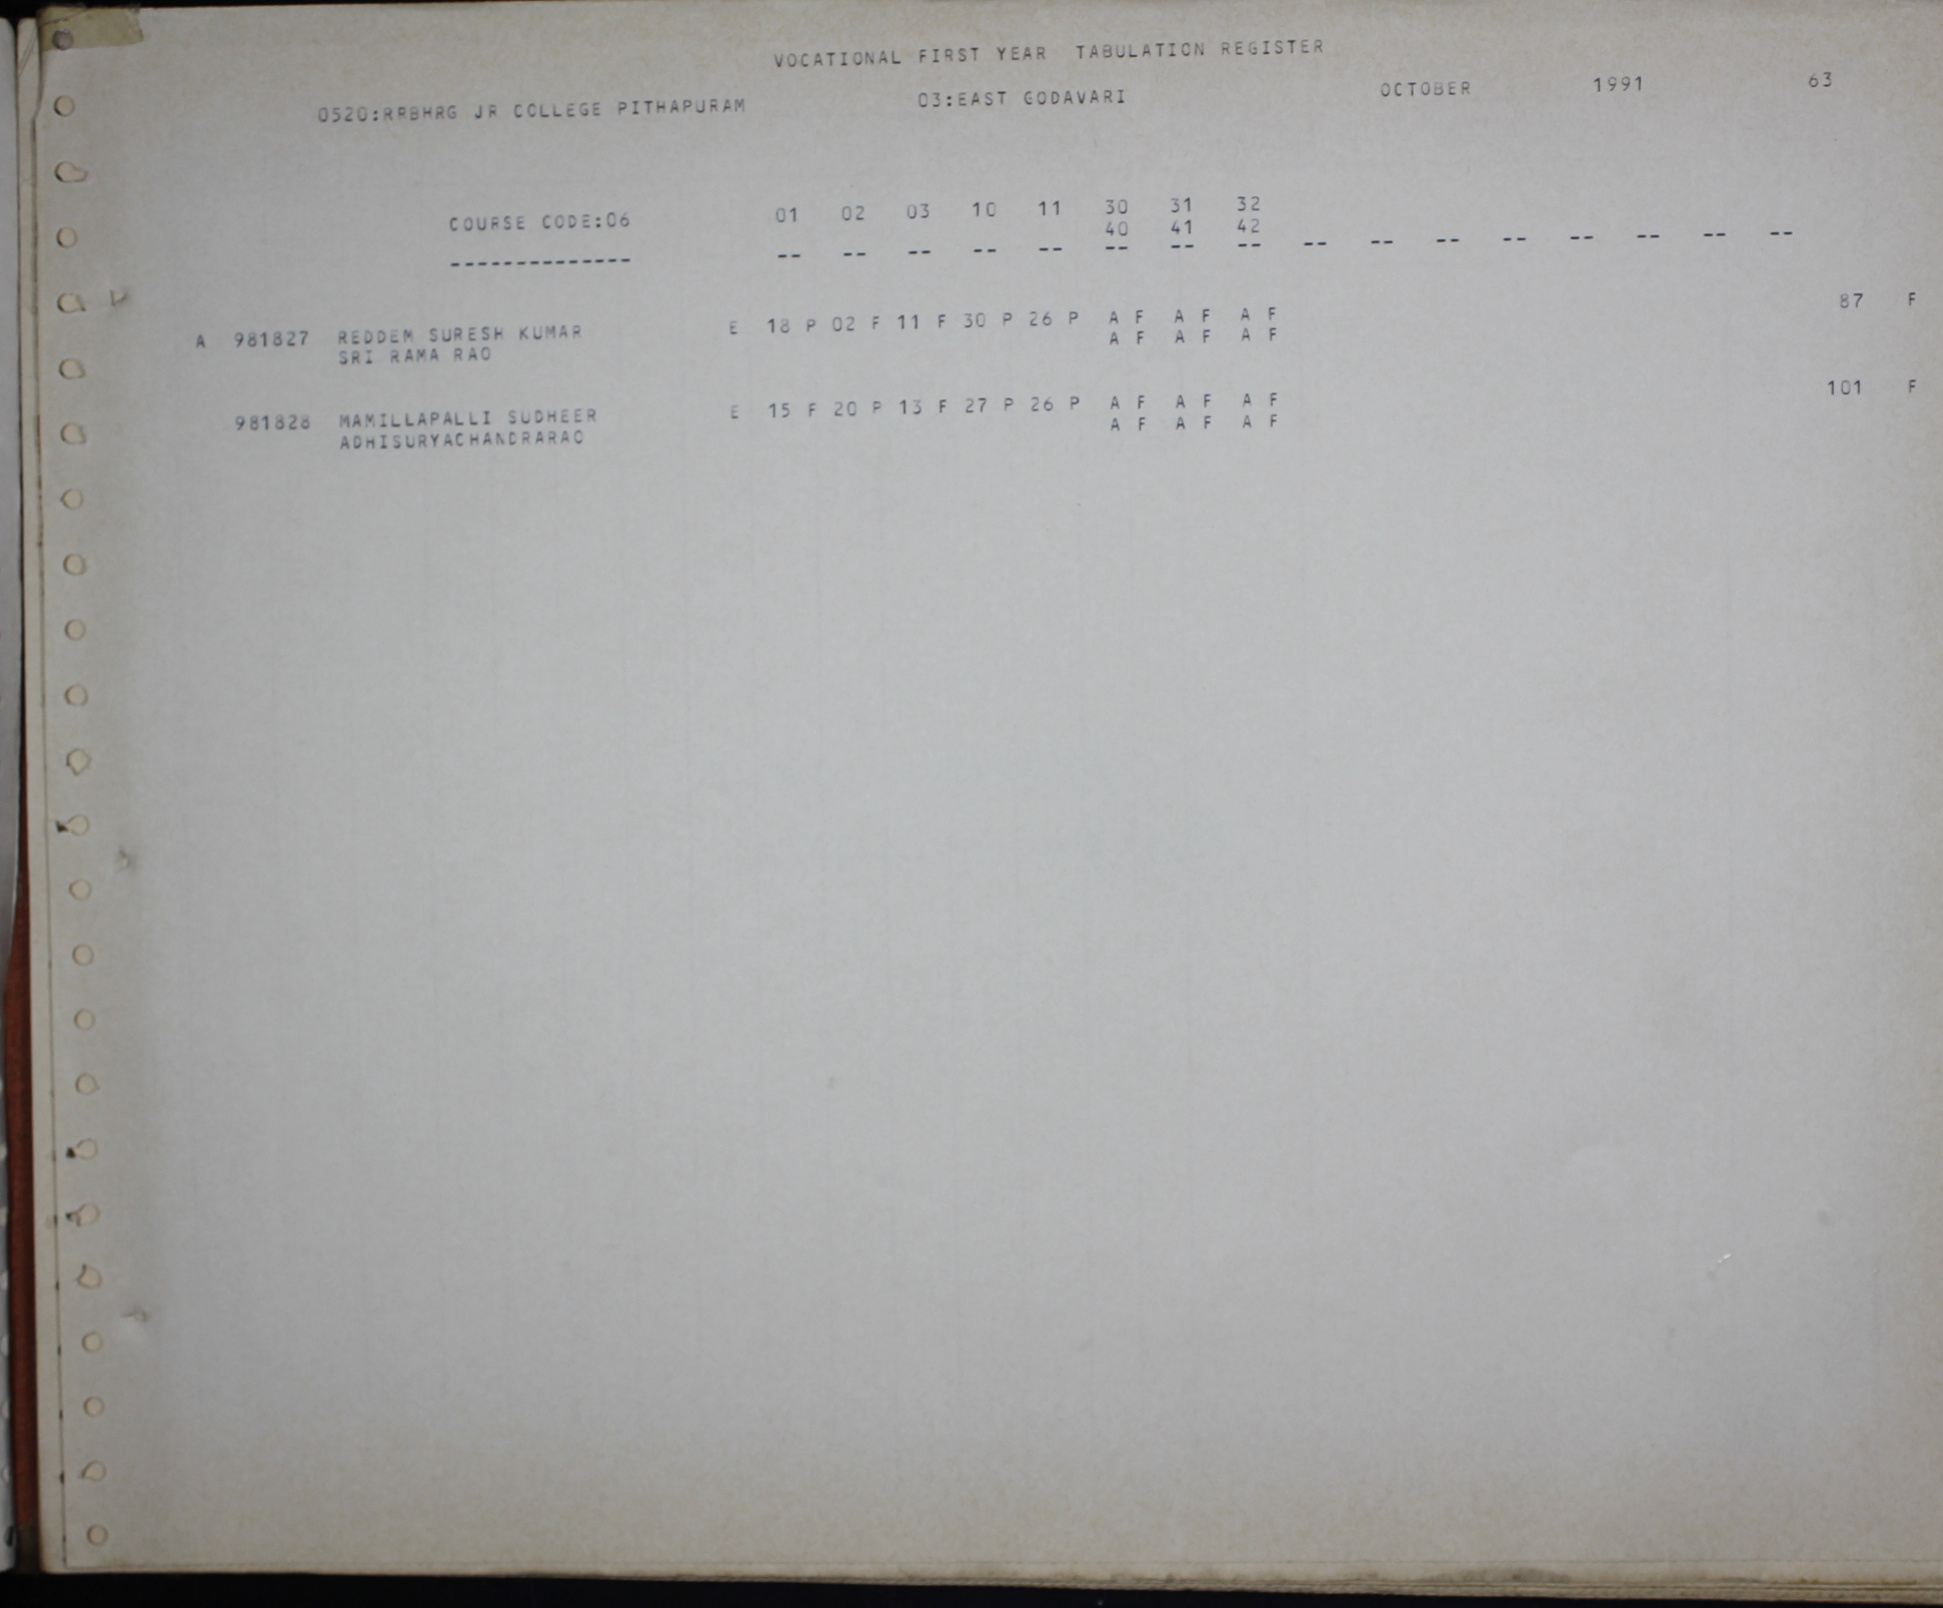 VOCATIONAL FIRST YEAR TABULATION REGISTER
0520:RRBHRG JR COLLEGE PITHAPURAM 03:EAST GODAVARI OCTOBER 1991 63
COURSE CODE:06 01 02 03 10 11 30 31 32
40 41 42
-------------- -- -- -- -- -- -- -- -- -- -- -- -- -- -- -- --
A 981827 REDDEM SURESH KUMAR E 18 P 02 F 11 F 30 P 26 P A F A F A F 87 F
SRI RAMA RAO A F A F A F
981828 MAMILLAPALLI SUDHEER E 15 F 20 P 13 F 27 P 26 P A F A F A F 101 F
ADHISURYACHANDRARAO A F A F A F